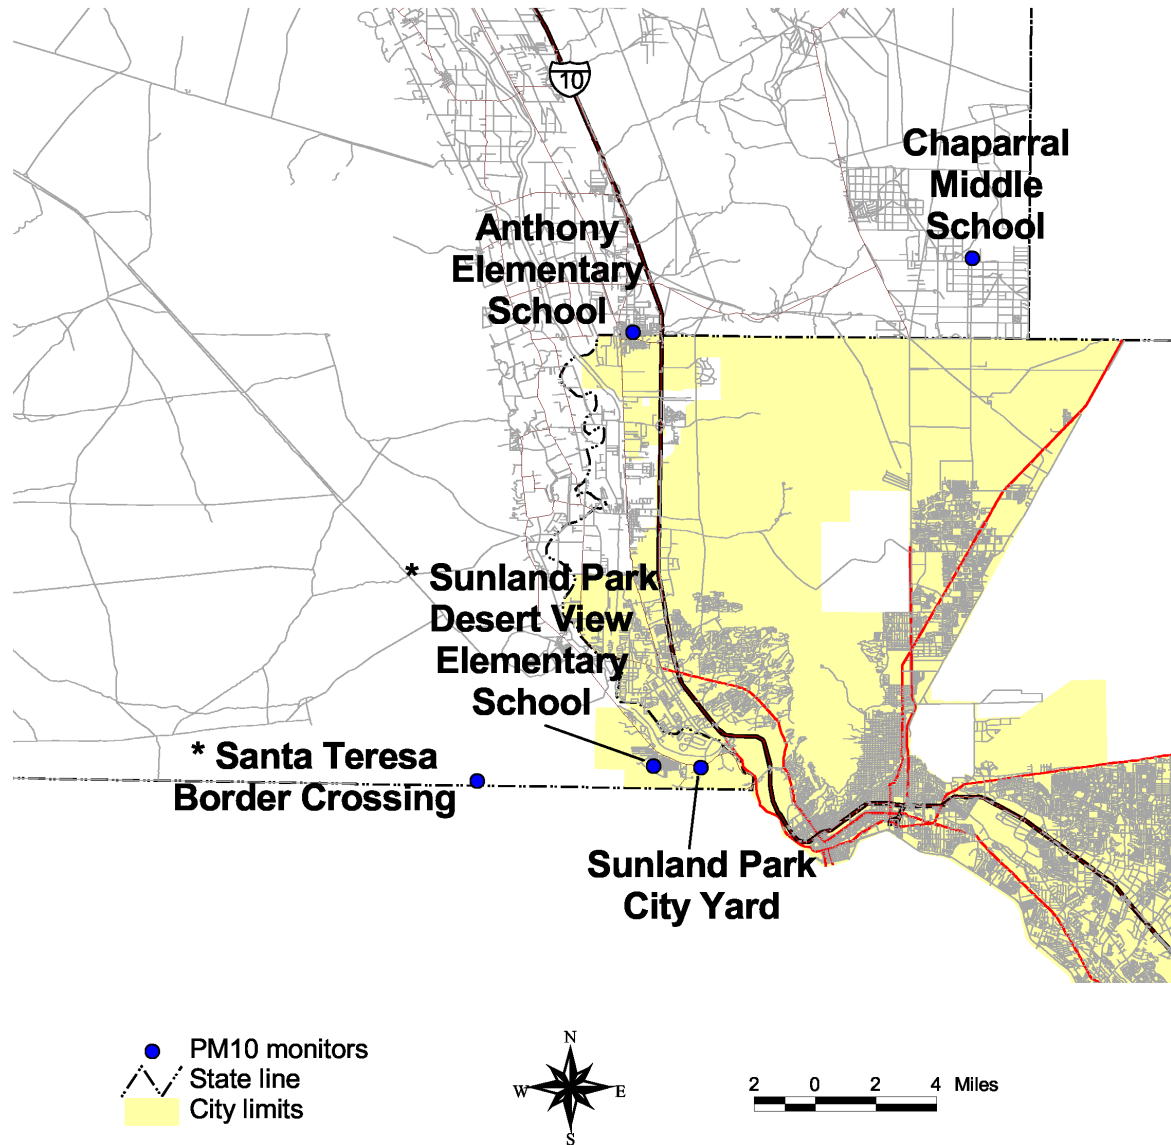 10
Chaparral
Middle
School
Anthony
Elementary
School
* Sunland Park
Desert View
Elementary
School
* Santa Teresa
Border Crossing
Sunland Park
City Yard
PM10 monitors
State line
City limits
N
W
E
S
2 0 2 4 Miles